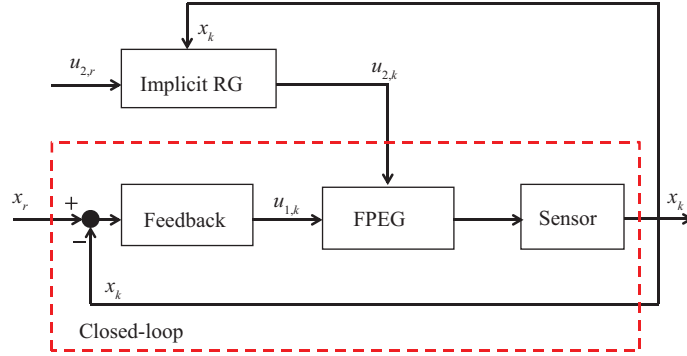 x_k
u_{2,r}
Implicit RG
u_{2,k}
x_r
+
Feedback
u_{1,k}
FPEG
Sensor
x_k
−
x_k
Closed-loop